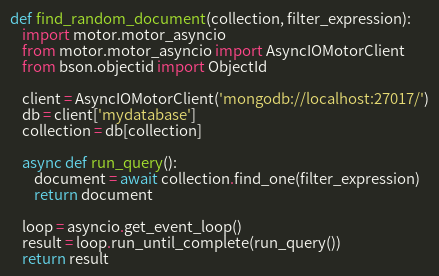 def find_random_document(collection, filter_expression):
    import motor.motor_asyncio
    from motor.motor_asyncio import AsyncIOMotorClient
    from bson.objectid import ObjectId

    client = AsyncIOMotorClient('mongodb://localhost:27017/')
    db = client['mydatabase']
    collection = db[collection]

    async def run_query():
        document = await collection.find_one(filter_expression)
        return document

    loop = asyncio.get_event_loop()
    result = loop.run_until_complete(run_query())
    return result